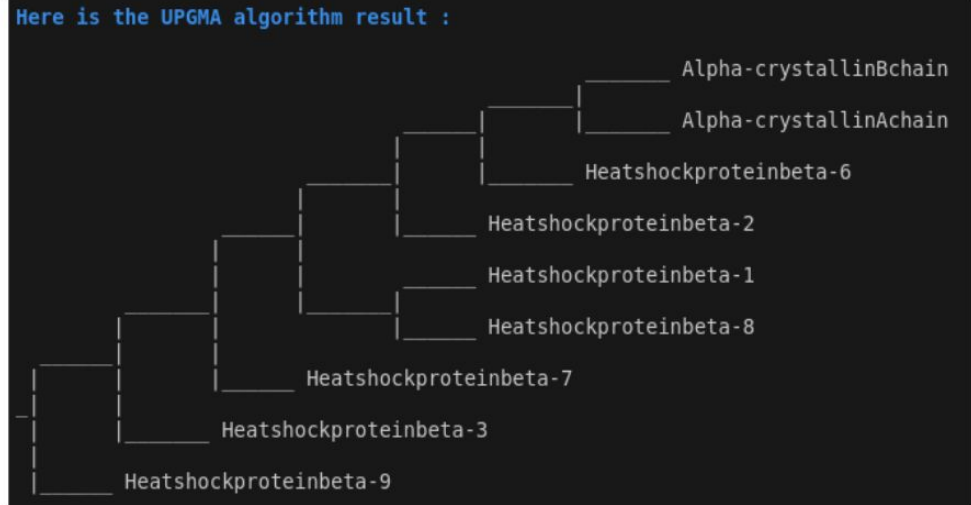 Here is the UPGMA algorithm result :
Alpha-crystallinBchain
Alpha-crystallinAchain
Heatshockproteinbeta-6
Heatshockproteinbeta-2
Heatshockproteinbeta-1
Heatshockproteinbeta-8
Heatshockproteinbeta-7
Heatshockproteinbeta-3
Heatshockproteinbeta-9